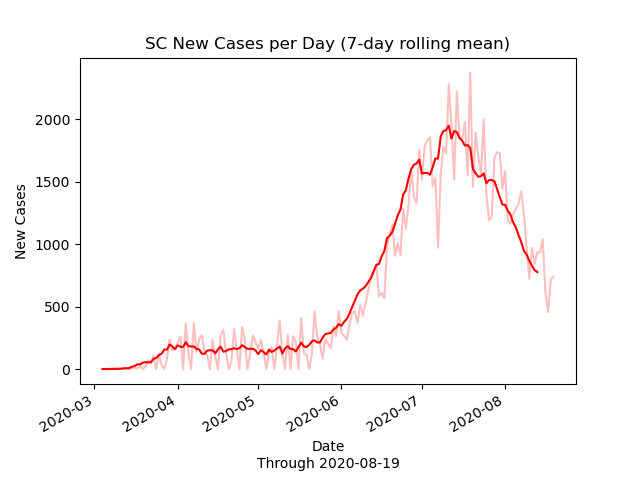 SC New Cases per Day (7-day rolling mean)
New Cases
2000
1500
1000
500
0
2020-03
2020-04
2020-05
2020-06
2020-07
2020-08
Date
Through 2020-08-19